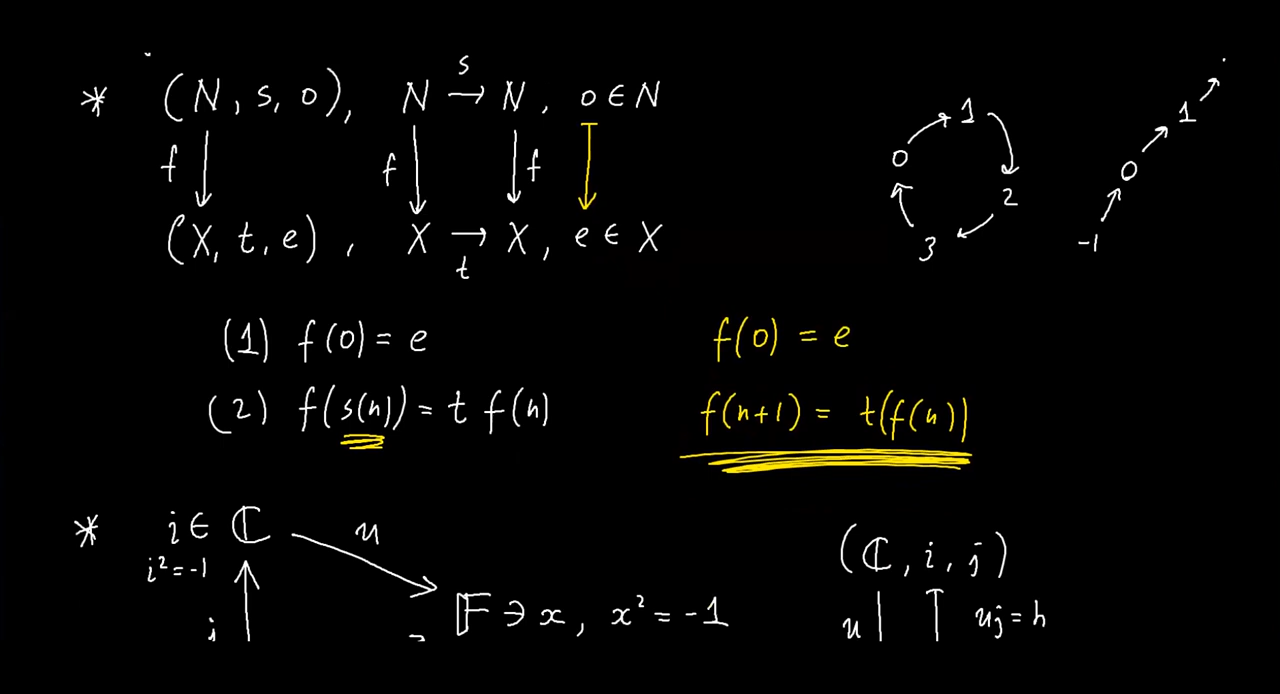 * (N, s, 0), N →s N, 0 ∈ N
f ↓ f ↓ ↓ f ↓
(X, t, e), X →t X, e ∈ X
0 → 1 → 2 → 3
-1 → 0 → 1 →
(1) f(0) = e
(2) f(s(n)) = t f(n)
f(0) = e
f(n+1) = t(f(n))
* i ∈ ℂ u
i² = -1
j
𝔽 ∋ x, x² = -1
(ℂ, i, j)
u uj = h